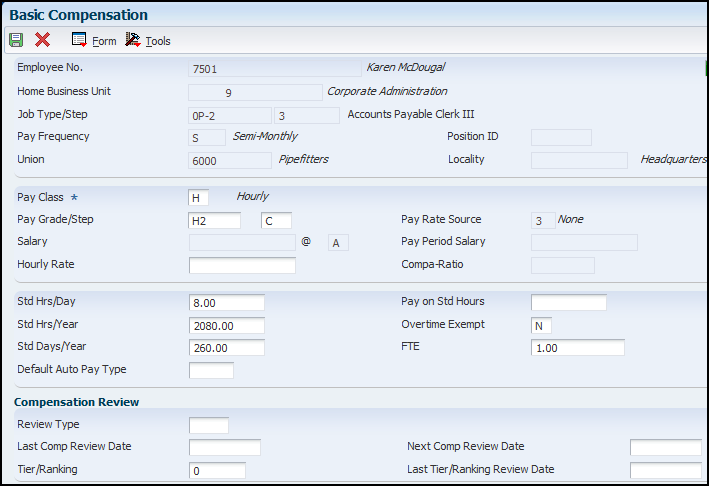 Basic Compensation
Form Tools
Employee No. 7501 Karen McDougal
Home Business Unit 9 Corporate Administration
Job Type/Step 0P-2 3 Accounts Payable Clerk III
Pay Frequency S Semi-Monthly Position ID
Union 6000 Pipefitters Locality Headquarters
Pay Class * H Hourly
Pay Grade/Step H2 C Pay Rate Source 3 None
Salary @ A Pay Period Salary
Hourly Rate Compa-Ratio
Std Hrs/Day 8.00 Pay on Std Hours
Std Hrs/Year 2080.00 Overtime Exempt N
Std Days/Year 260.00 FTE 1.00
Default Auto Pay Type
Compensation Review
Review Type
Last Comp Review Date Next Comp Review Date
Tier/Ranking 0 Last Tier/Ranking Review Date